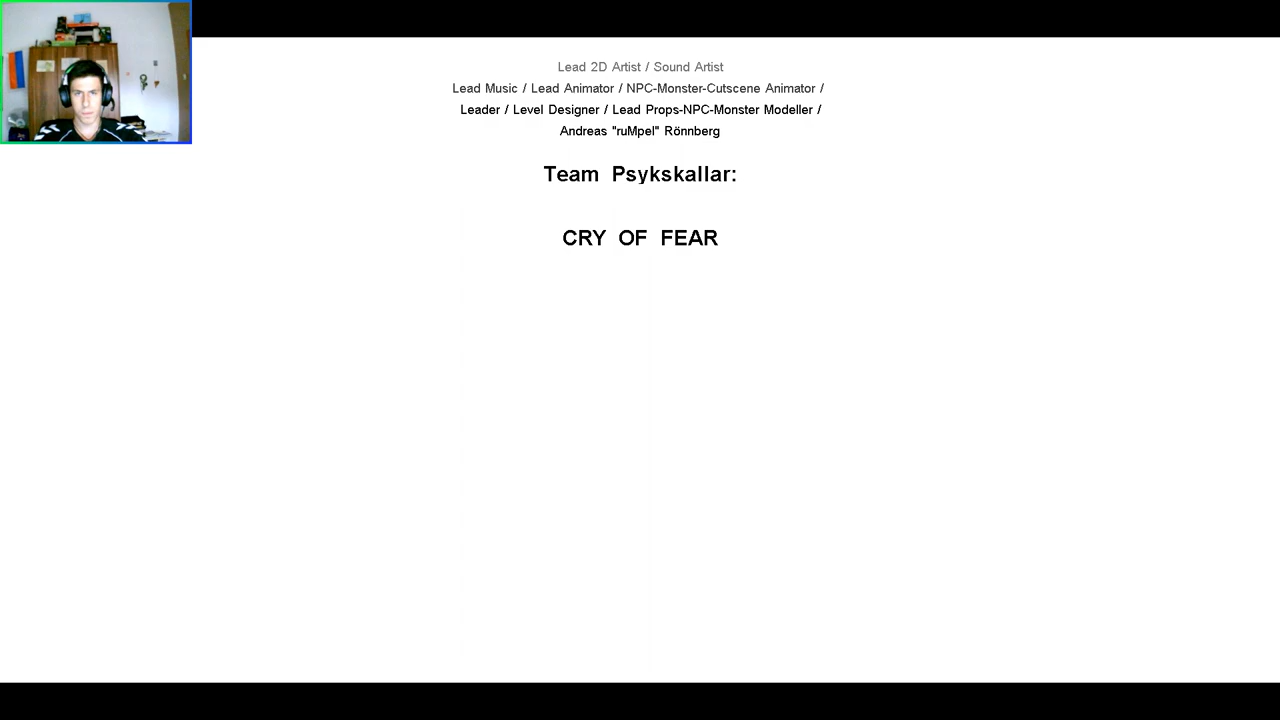 Lead 2D Artist / Sound Artist
Lead Music / Lead Animator / NPC-Monster-Cutscene Animator /
Leader / Level Designer / Lead Props-NPC-Monster Modeller /
Andreas "ruMpel" Rönnberg
Team Psykskallar:
CRY OF FEAR